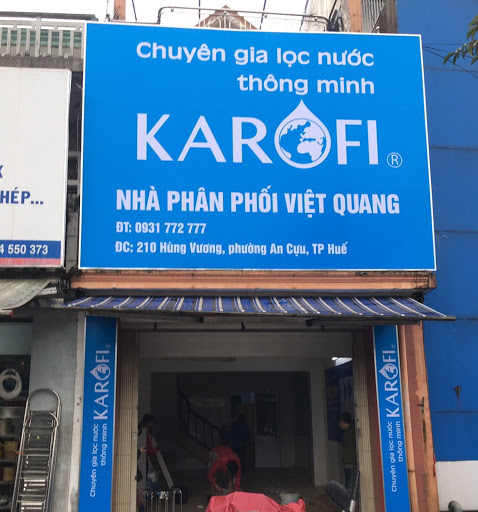 Chuyên gia lọc nước
thông minh
KAROFI®
NHÀ PHÂN PHỐI VIỆT QUANG
ĐT: 0931 772 777
ĐC: 210 Hùng Vương, phường An Cựu, TP Huế
HÉP...
550 373
Chuyên gia lọc nước
thông minh
KAROFI
Chuyên gia lọc nước
thông minh
KAROFI